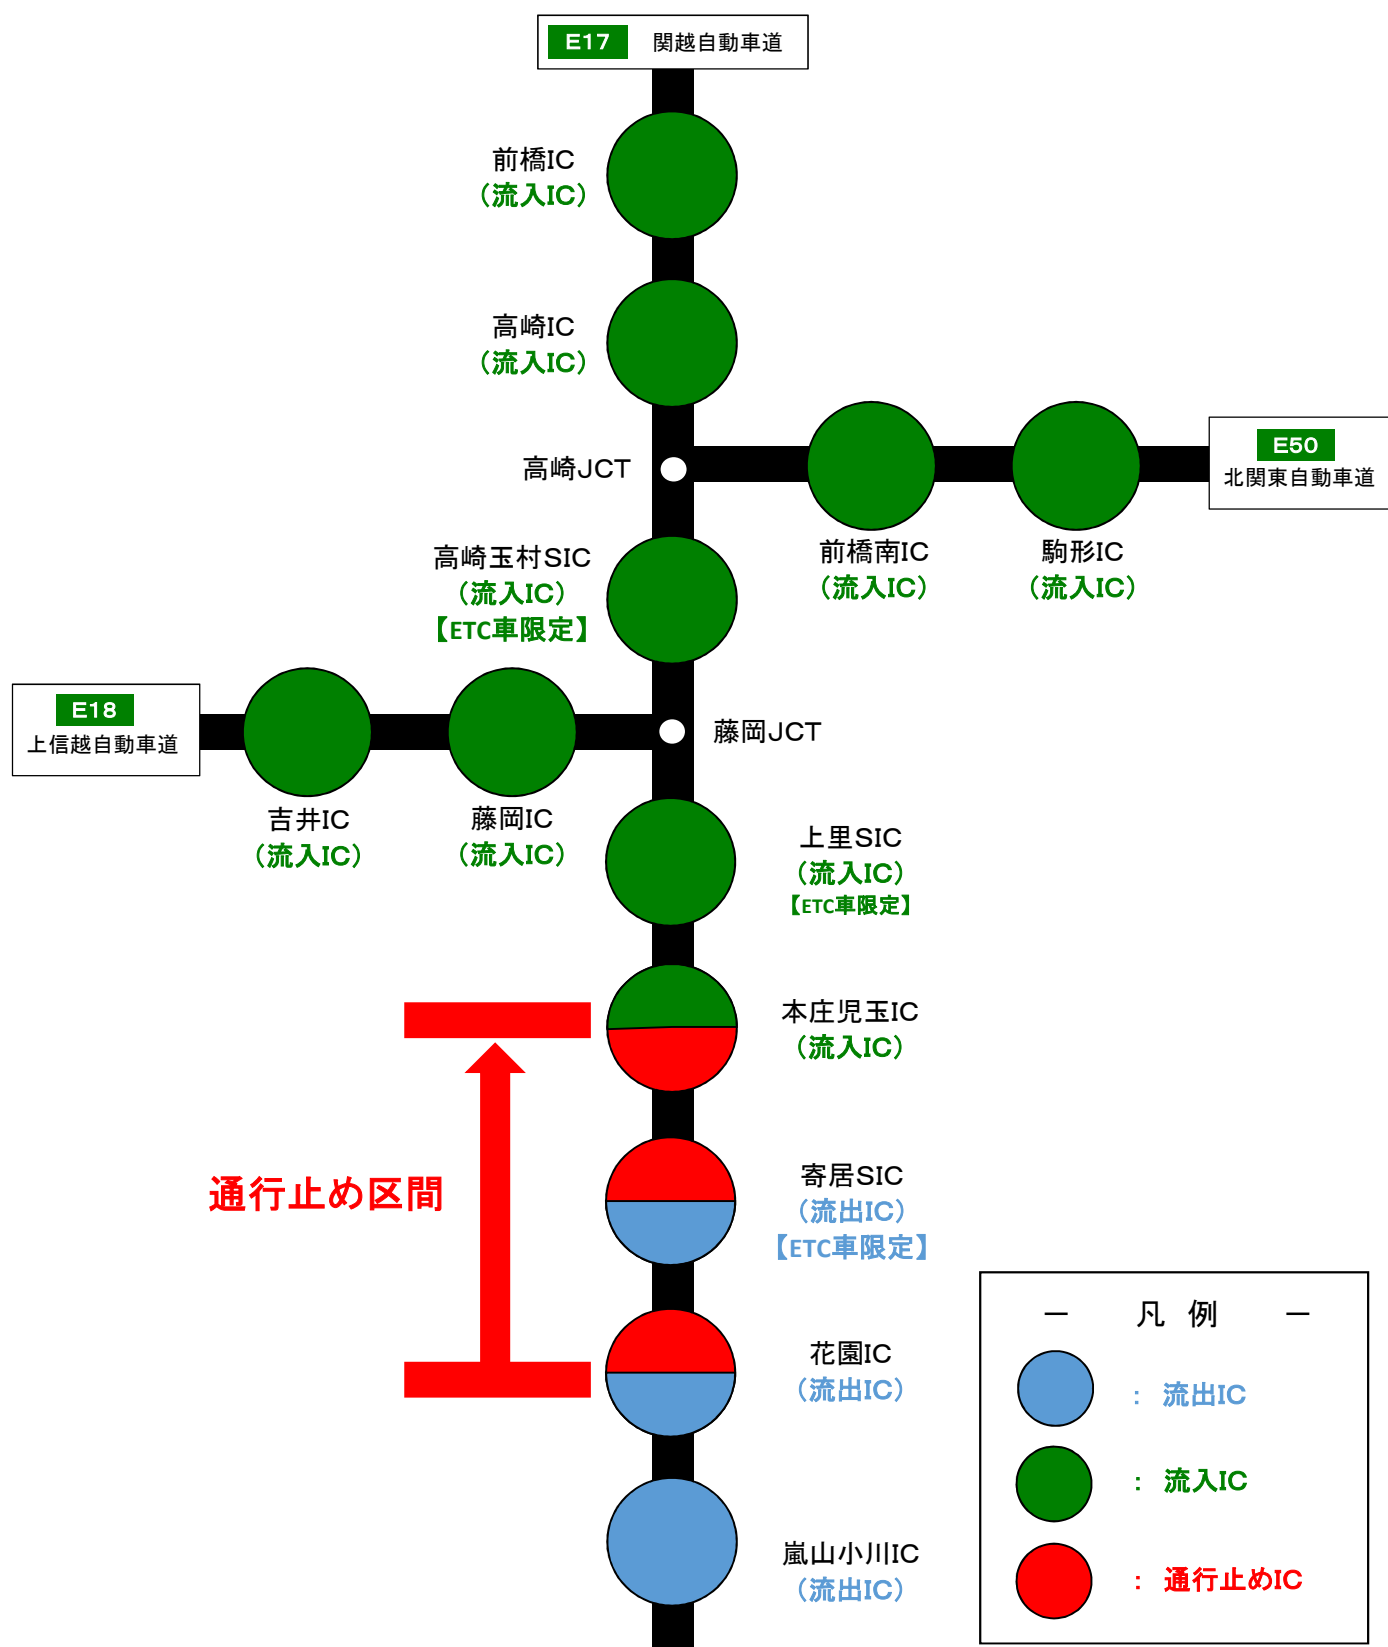 E17 関越自動車道
前橋IC
（流入IC）
高崎IC
（流入IC）
高崎JCT
E50
北関東自動車道
前橋南IC
（流入IC）
駒形IC
（流入IC）
高崎玉村SIC
（流入IC）
【ETC車限定】
E18
上信越自動車道
藤岡JCT
吉井IC
（流入IC）
藤岡IC
（流入IC）
上里SIC
（流入IC）
【ETC車限定】
本庄児玉IC
（流入IC）
通行止め区間
寄居SIC
（流出IC）
【ETC車限定】
花園IC
（流出IC）
嵐山小川IC
（流出IC）
－ 凡 例 －
： 流出IC
： 流入IC
： 通行止めIC